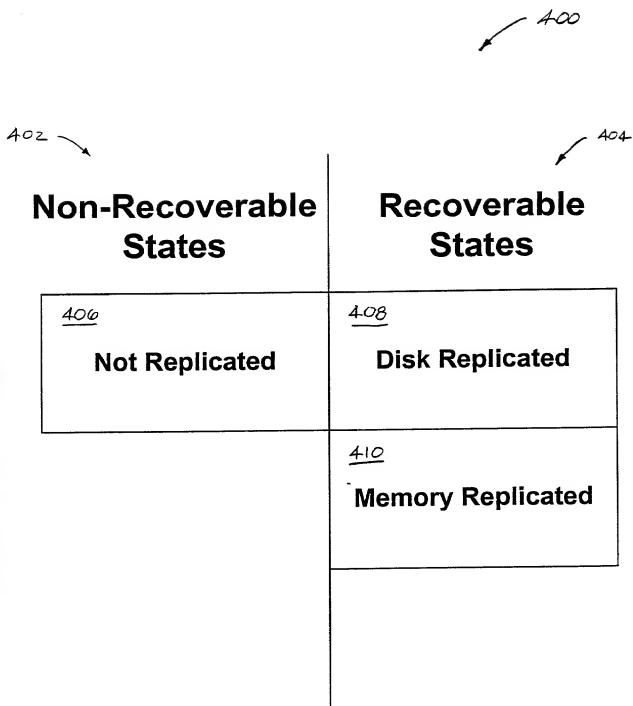 400
402
404
Non-Recoverable
States
Recoverable
States
406
Not Replicated
408
Disk Replicated
410
Memory Replicated